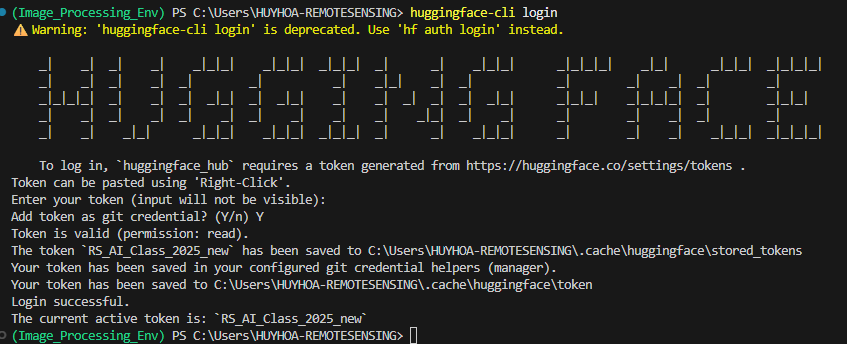 (Image_Processing_Env) PS C:\Users\HUYHOA-REMOTESENSING> huggingface-cli login
⚠️Warning: 'huggingface-cli login' is deprecated. Use 'hf auth login' instead.
HUGGING FACE
To log in, `huggingface_hub` requires a token generated from https://huggingface.co/settings/tokens .
Token can be pasted using 'Right-Click'.
Enter your token (input will not be visible):
Add token as git credential? (Y/n) Y
Token is valid (permission: read).
The token `RS_AI_Class_2025_new` has been saved to C:\Users\HUYHOA-REMOTESENSING\.cache\huggingface\stored_tokens
Your token has been saved in your configured git credential helpers (manager).
Your token has been saved to C:\Users\HUYHOA-REMOTESENSING\.cache\huggingface\token
Login successful.
The current active token is: `RS_AI_Class_2025_new`
(Image_Processing_Env) PS C:\Users\HUYHOA-REMOTESENSING>